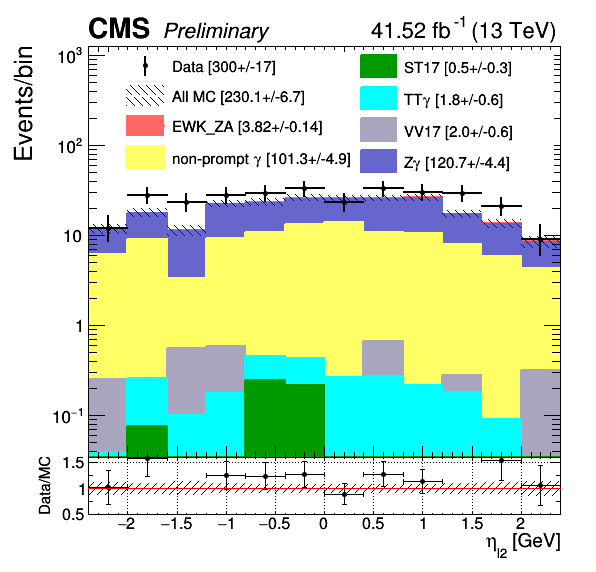 CMS Preliminary 41.52 fb⁻¹ (13 TeV)
Events/bin
10³
10²
10
1
10⁻¹
Data [300+/-17]
All MC [230.1+/-6.7]
EWK_ZA [3.82+/-0.14]
non-prompt γ [101.3+/-4.9]
ST17 [0.5+/-0.3]
TTγ [1.8+/-0.6]
VV17 [2.0+/-0.6]
Zγ [120.7+/-4.4]
Data/MC
1.5
1
0.5
−2 −1.5 −1 −0.5 0 0.5 1 1.5 2
η_l2 [GeV]